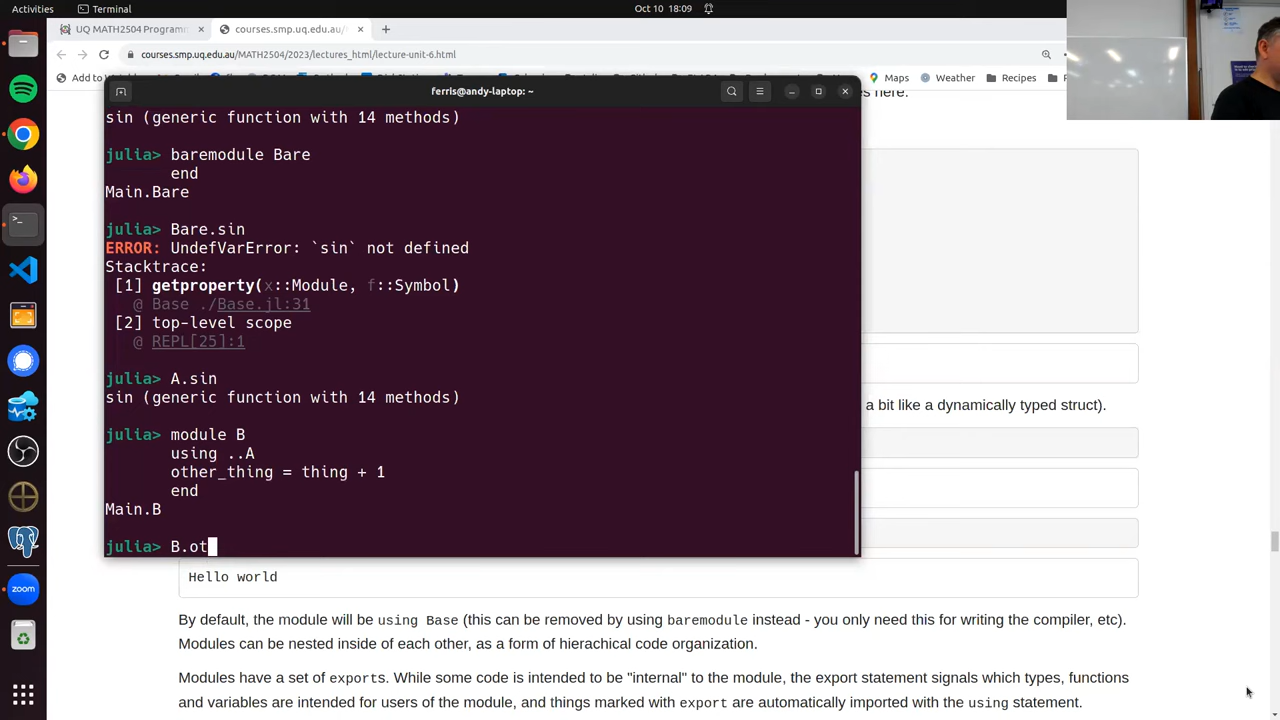 Activities
Terminal
Oct 10 18:09
UQ MATH2504 Programm
courses.smp.uq.edu.au/
courses.smp.uq.edu.au/MATH2504/2023/lectures_html/lecture-unit-6.html
Maps
Weather
Recipes
ferris@andy-laptop: ~
es here.
sin (generic function with 14 methods)
julia> baremodule Bare
end
Main.Bare
julia> Bare.sin
ERROR: UndefVarError: `sin` not defined
Stacktrace:
[1] getproperty(x::Module, f::Symbol)
@ Base ./Base.jl:31
[2] top-level scope
@ REPL[25]:1
julia> A.sin
sin (generic function with 14 methods)
a bit like a dynamically typed struct).
julia> module B
using ..A
other_thing = thing + 1
end
Main.B
julia> B.ot
Hello world
By default, the module will be using Base (this can be removed by using baremodule instead - you only need this for writing the compiler, etc).
Modules can be nested inside of each other, as a form of hierachical code organization.
Modules have a set of exports. While some code is intended to be "internal" to the module, the export statement signals which types, functions
and variables are intended for users of the module, and things marked with export are automatically imported with the using statement.
zoom